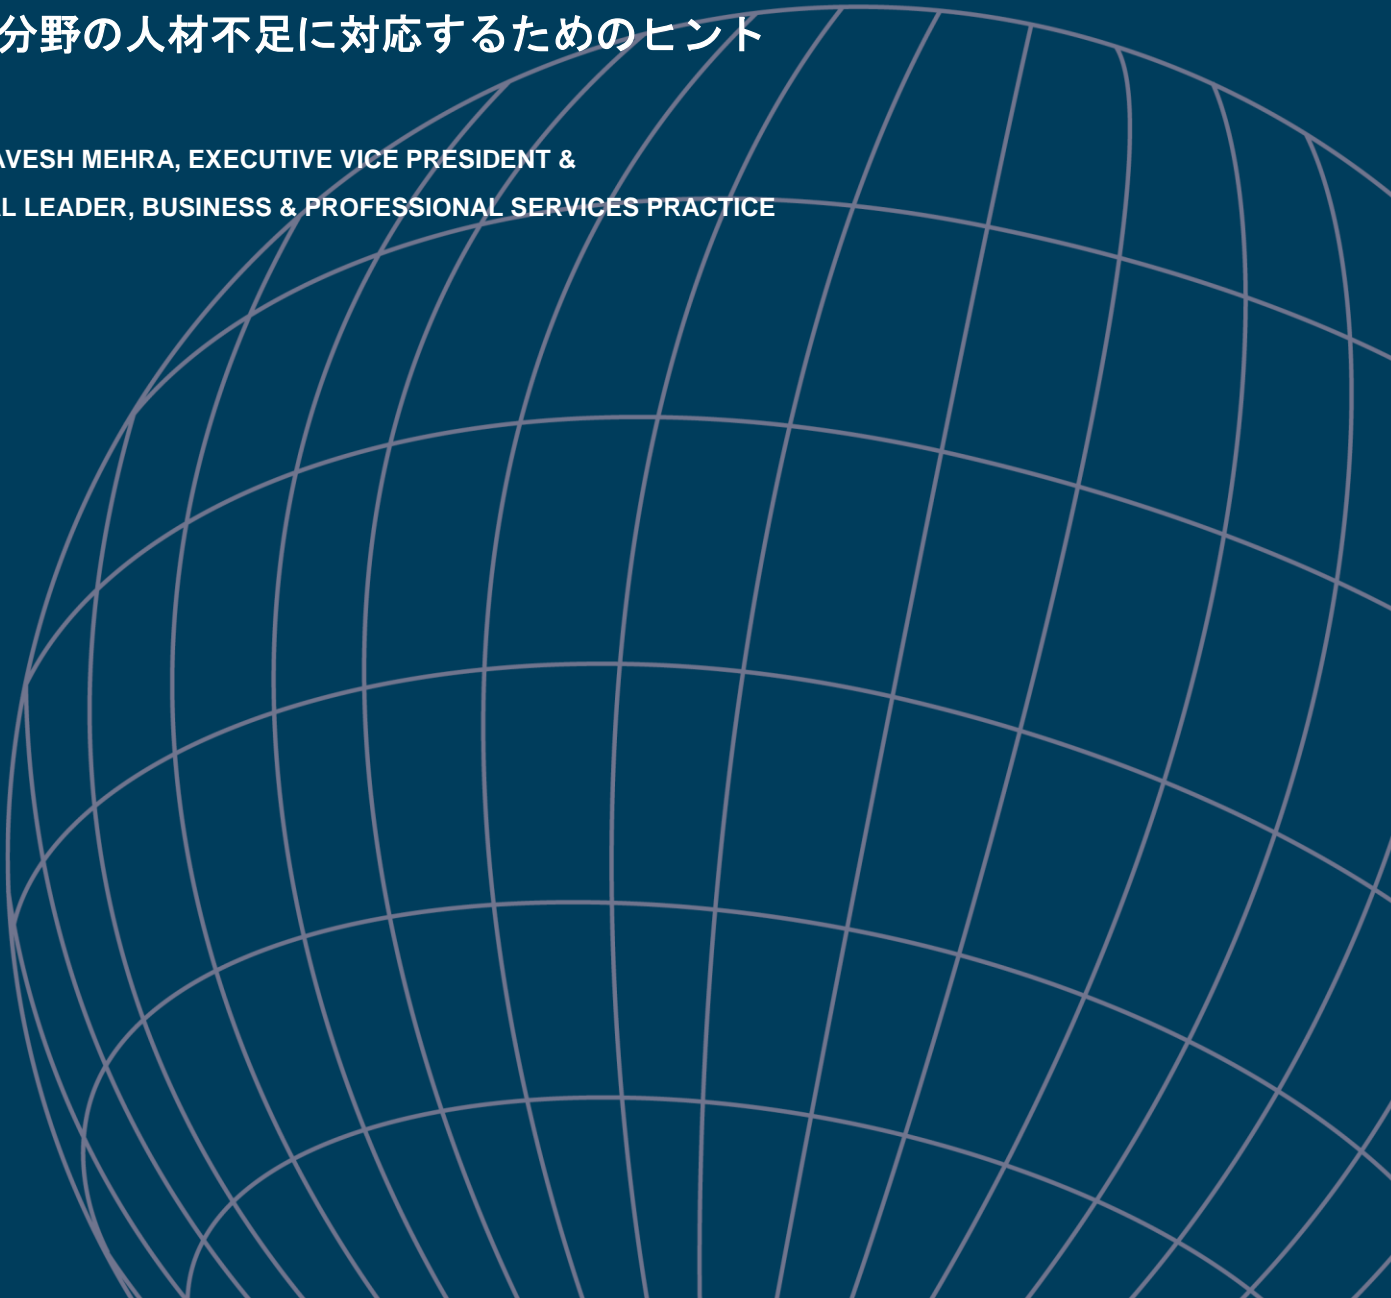 分野の人材不足に対応するためのヒント
AVESH MEHRA, EXECUTIVE VICE PRESIDENT &
L LEADER, BUSINESS & PROFESSIONAL SERVICES PRACTICE